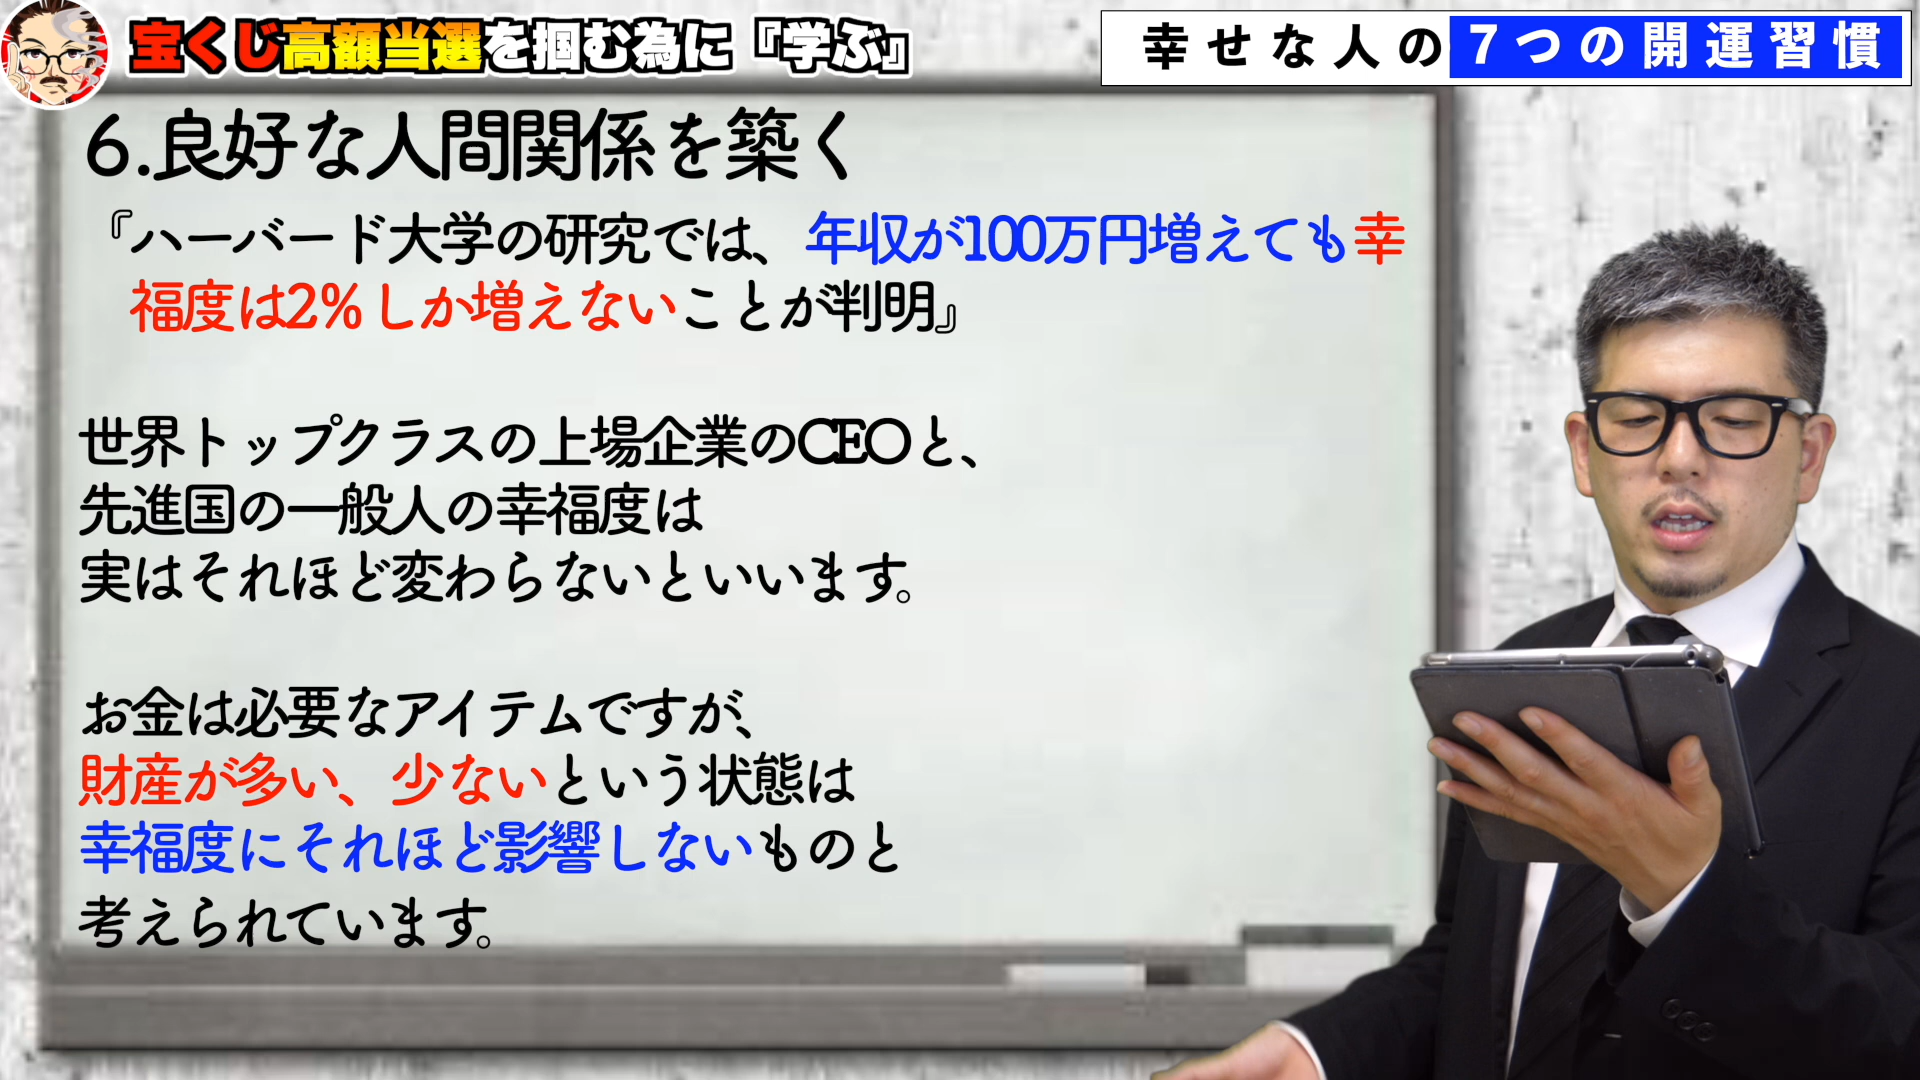 宝くじ高額当選を掴む為に『学ぶ』
幸せな人の7つの開運習慣
6.良好な人間関係を築く
『ハーバード大学の研究では、年収が100万円増えても幸
福度は2%しか増えないことが判明』
世界トップクラスの上場企業のCEOと、
先進国の一般人の幸福度は
実はそれほど変わらないといいます。
お金は必要なアイテムですが、
財産が多い、少ないという状態は
幸福度にそれほど影響しないものと
考えられています。